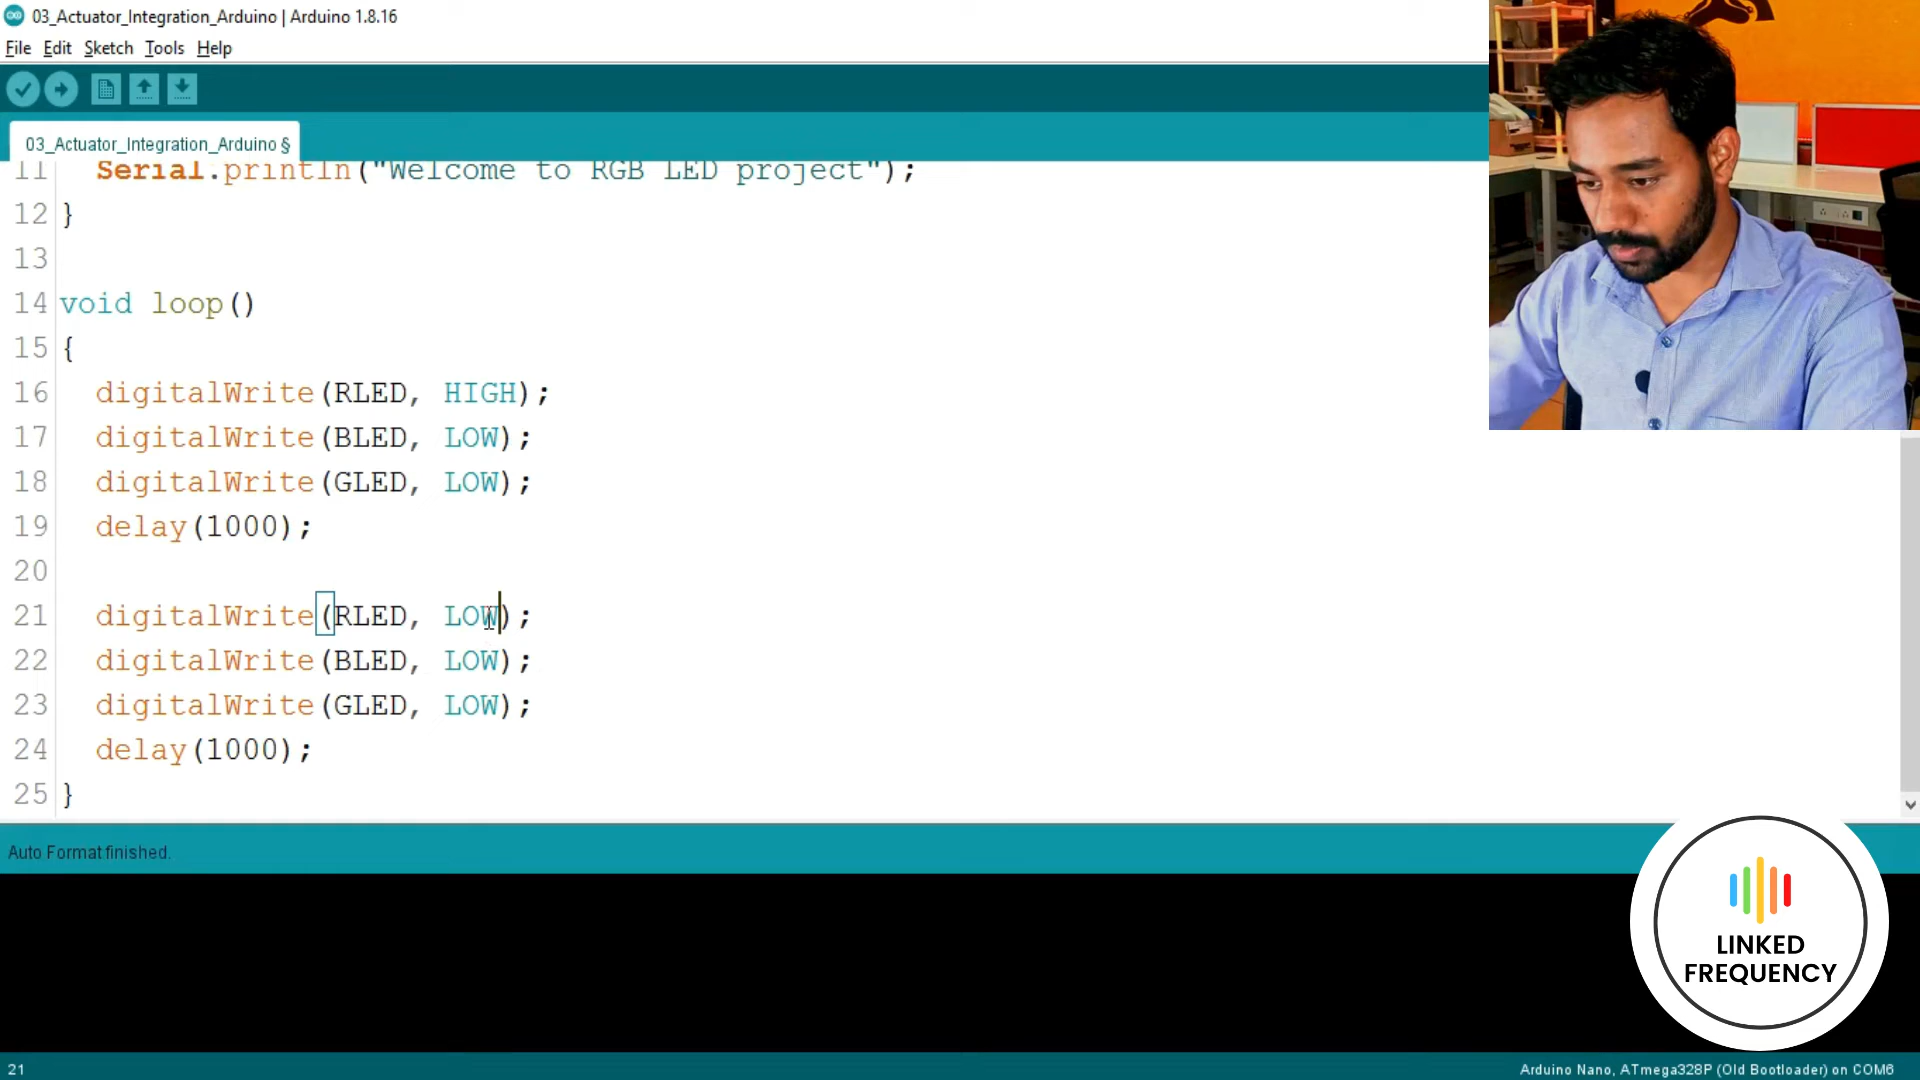 03_Actuator_Integration_Arduino | Arduino 1.8.16
File Edit Sketch Tools Help
03_Actuator_Integration_Arduino §
11 Serial.println("Welcome to RGB LED project");
12 }
13
14 void loop()
15 {
16 digitalWrite(RLED, HIGH);
17 digitalWrite(BLED, LOW);
18 digitalWrite(GLED, LOW);
19 delay(1000);
20
21 digitalWrite(RLED, LOW);
22 digitalWrite(BLED, LOW);
23 digitalWrite(GLED, LOW);
24 delay(1000);
25 }
Auto Format finished.
LINKED
FREQUENCY
21
Arduino Nano, ATmega328P (Old Bootloader) on COM6